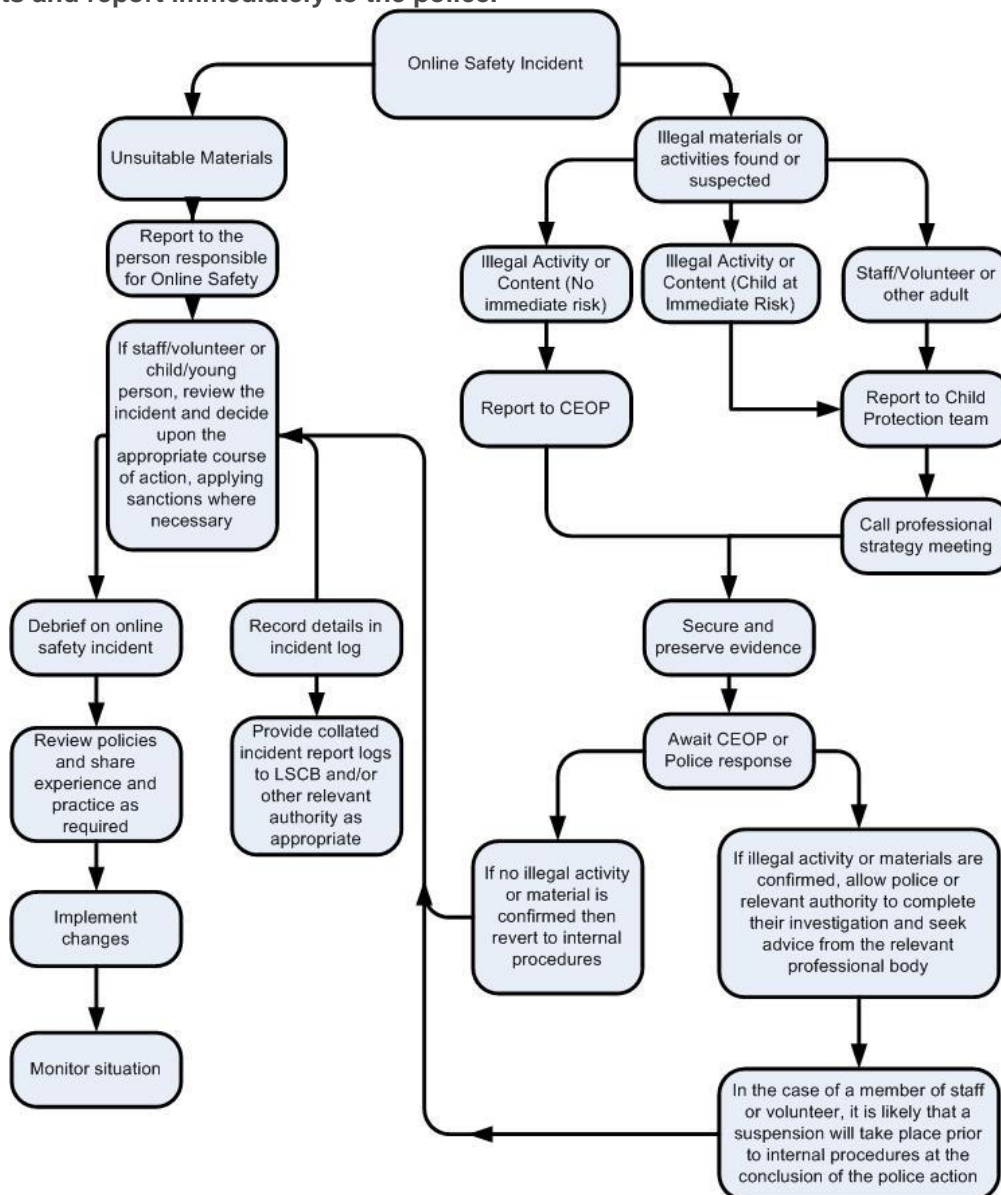 ts and report immediately to the police.
Online Safety Incident
Unsuitable Materials
Report to the
person responsible
for Online Safety
If staff/volunteer or
child/young
person, review the
incident and decide
upon the
appropriate course
of action, applying
sanctions where
necessary
Debrief on online
safety incident
Review policies
and share
experience and
practice as
required
Implement
changes
Monitor situation
Record details in
incident log
Provide collated
incident report logs
to LSCB and/or
other relevant
authority as
appropriate
Illegal materials or
activities found or
suspected
Illegal Activity or
Content (No
immediate risk)
Illegal Activity or
Content (Child at
Immediate Risk)
Staff/Volunteer or
other adult
Report to CEOP
Report to Child
Protection team
Call professional
strategy meeting
Secure and
preserve evidence
Await CEOP or
Police response
If no illegal activity
or material is
confirmed then
revert to internal
procedures
If illegal activity or materials are
confirmed, allow police or
relevant authority to complete
their investigation and seek
advice from the relevant
professional body
In the case of a member of staff
or volunteer, it is likely that a
suspension will take place prior
to internal procedures at the
conclusion of the police action